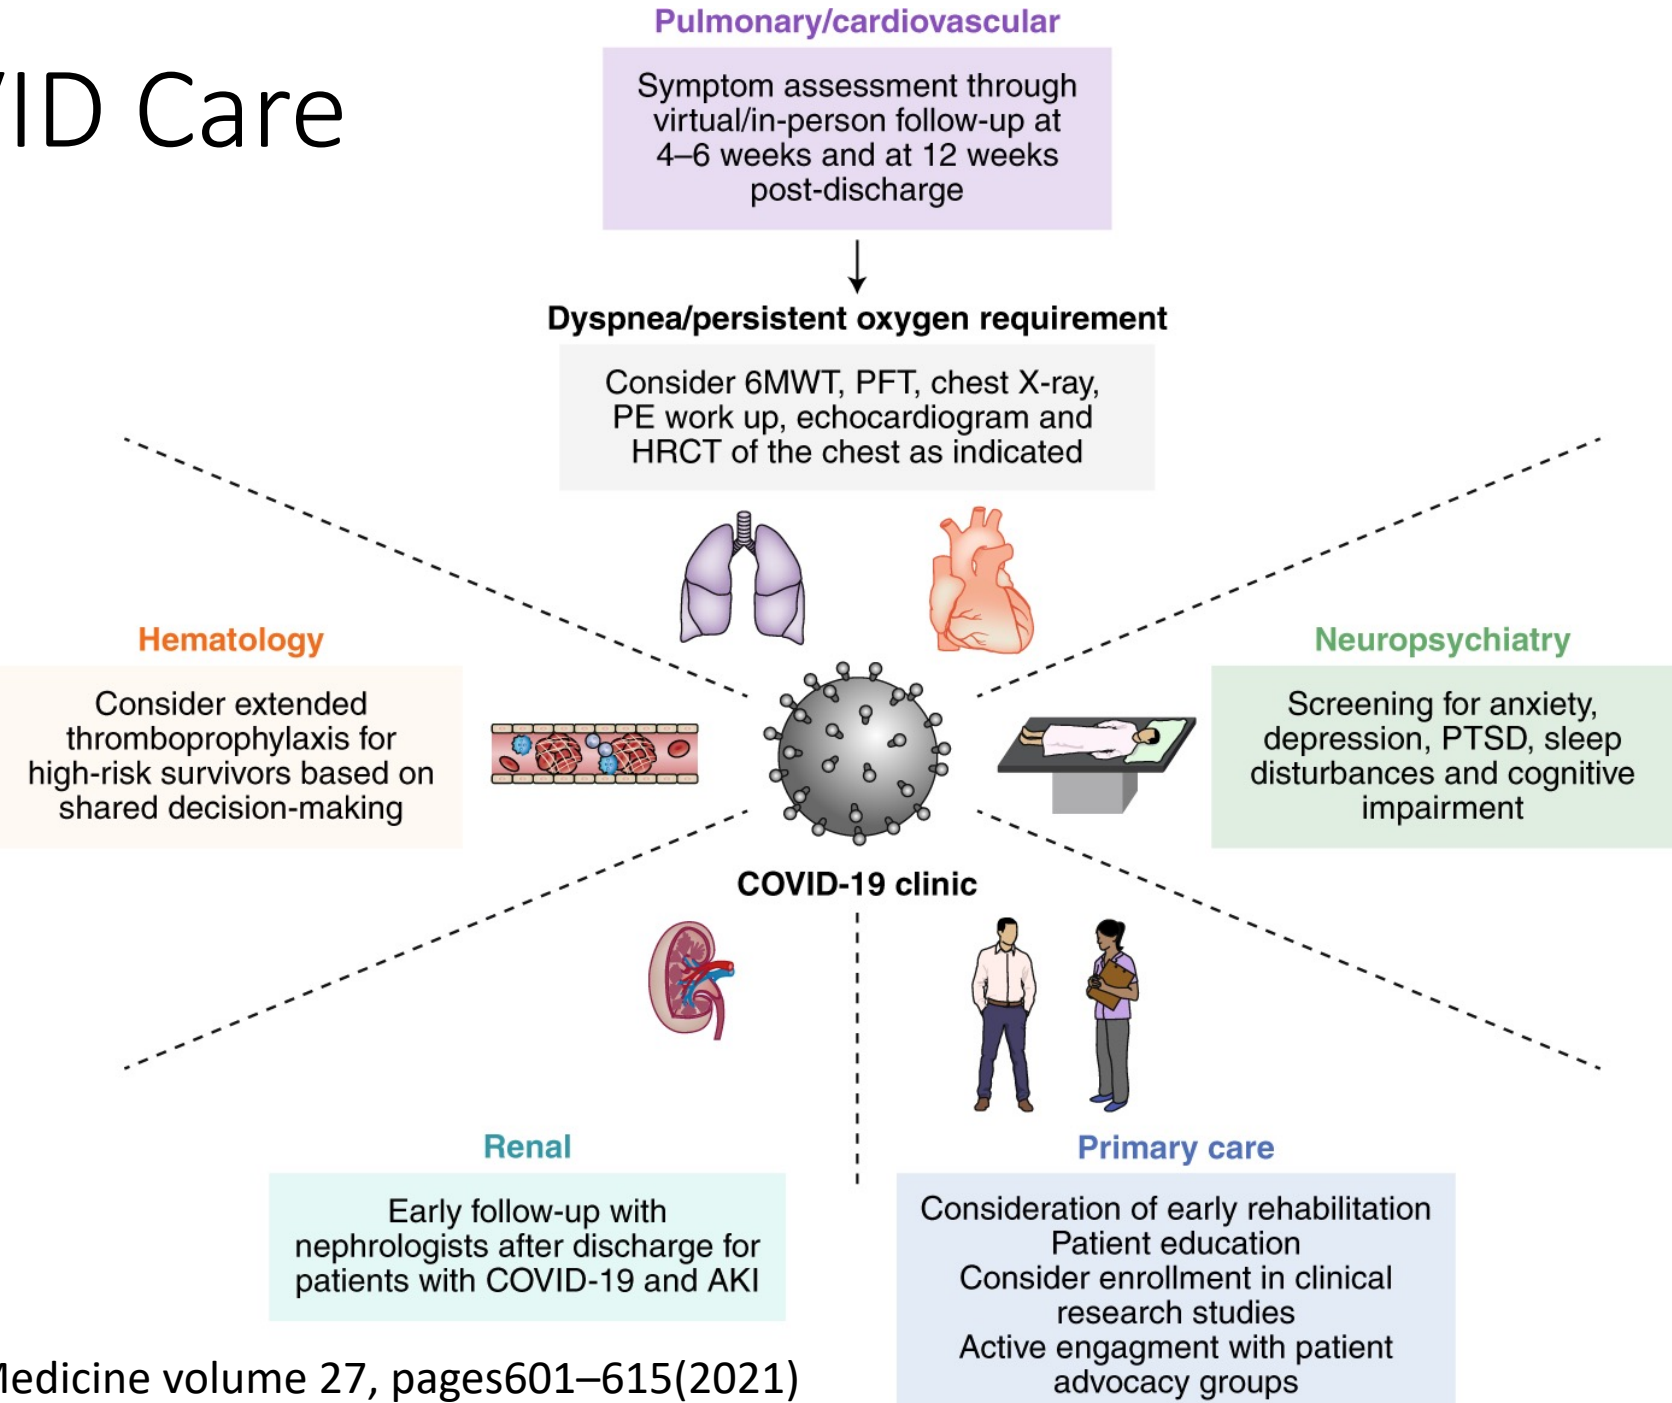 Pulmonary/cardiovascular
VID Care
Symptom assessment through
virtual/in-person follow-up at
4–6 weeks and at 12 weeks
post-discharge
Dyspnea/persistent oxygen requirement
Consider 6MWT, PFT, chest X-ray,
PE work up, echocardiogram and
HRCT of the chest as indicated
Hematology
Consider extended
thromboprophylaxis for
high-risk survivors based on
shared decision-making
Neuropsychiatry
Screening for anxiety,
depression, PTSD, sleep
disturbances and cognitive
impairment
COVID-19 clinic
Renal
Early follow-up with
nephrologists after discharge for
patients with COVID-19 and AKI
Primary care
Consideration of early rehabilitation
Patient education
Consider enrollment in clinical
research studies
Active engagment with patient
advocacy groups
Medicine volume 27, pages601–615(2021)